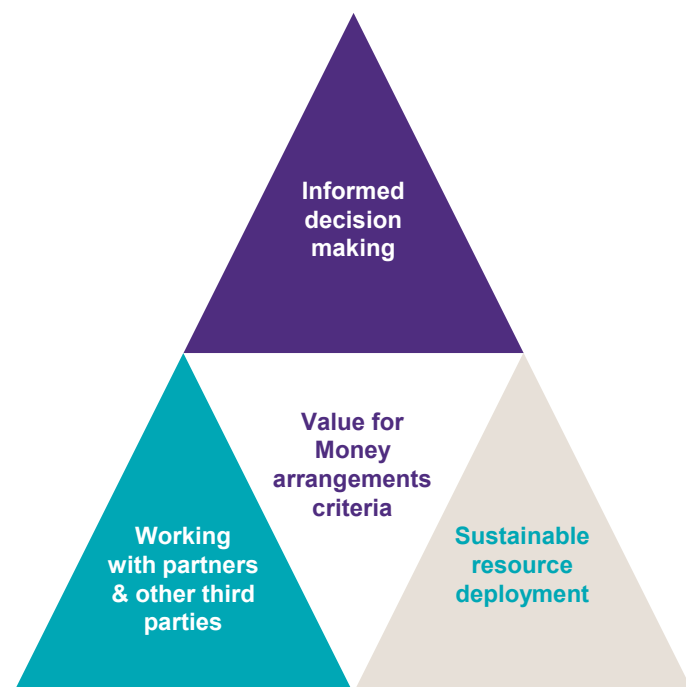 Informed
decision
making
Value for
Money
arrangements
criteria
Working
with partners
& other third
parties
Sustainable
resource
deployment